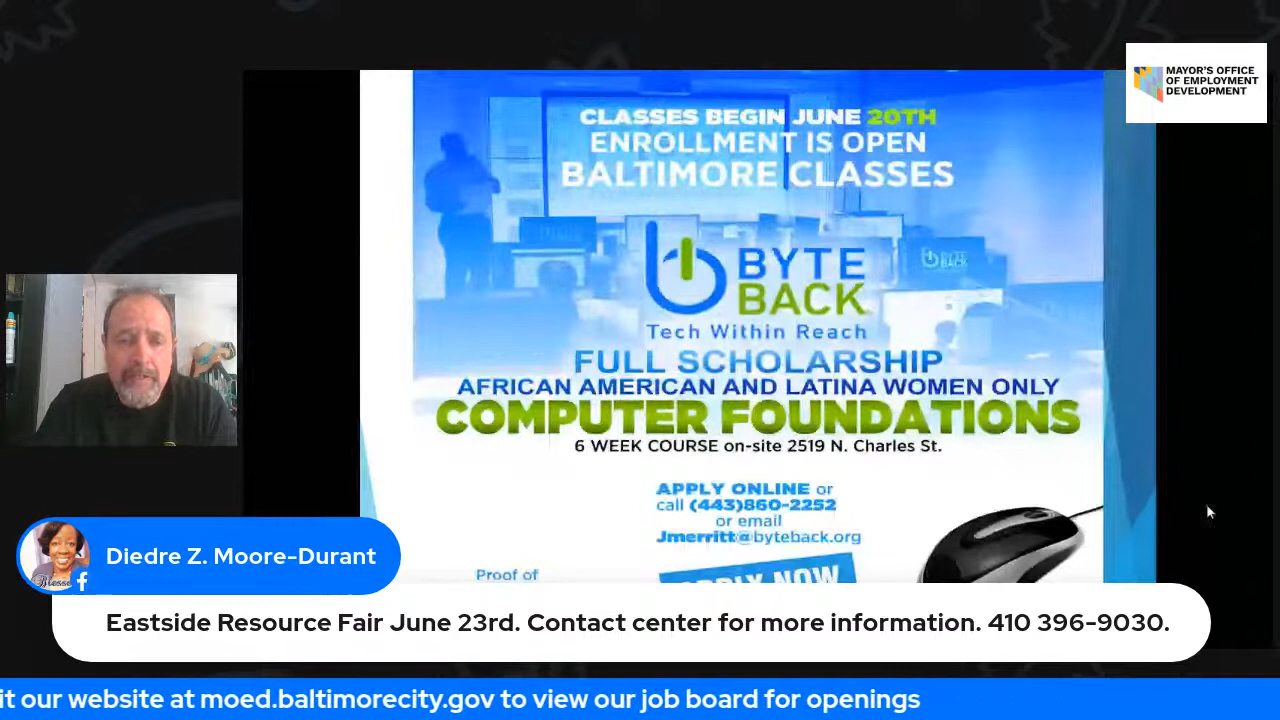 MAYOR'S OFFICE
OF EMPLOYMENT
DEVELOPMENT
CLASSES BEGIN JUNE 20TH
ENROLLMENT IS OPEN
BALTIMORE CLASSES
BYTE
BACK
BYTE
BACK
Tech Within Reach
FULL SCHOLARSHIP
AFRICAN AMERICAN AND LATINA WOMEN ONLY
COMPUTER FOUNDATIONS
6 WEEK COURSE on-site 2519 N. Charles St.
APPLY ONLINE or
call (443)860-2252
or email
Jmerritt@byteback.org
Proof of
APPLY NOW
Diedre Z. Moore-Durant
Eastside Resource Fair June 23rd. Contact center for more information. 410 396-9030.
it our website at moed.baltimorecity.gov to view our job board for openings